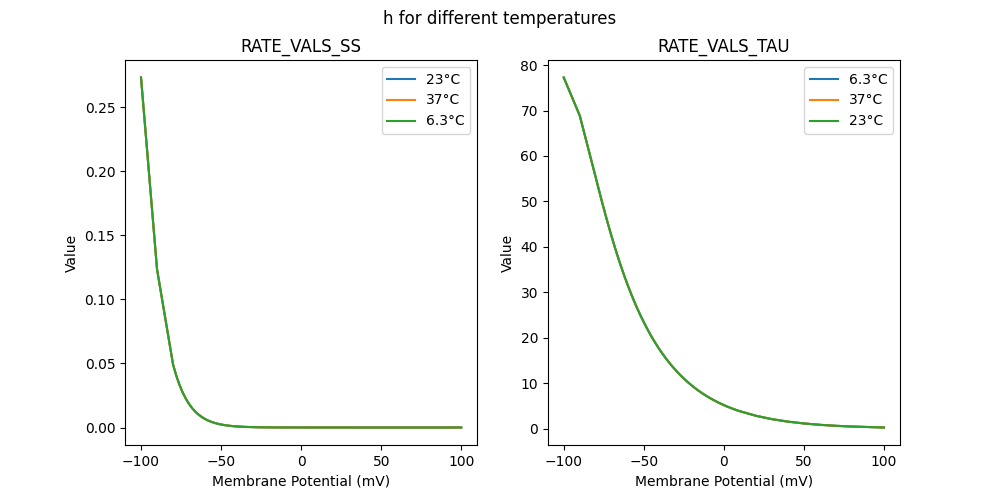 h for different temperatures
RATE_VALS_SS
23°C
37°C
6.3°C
0.25
0.20
0.15
0.10
0.05
0.00
Value
−100
−50
0
50
100
Membrane Potential (mV)
RATE_VALS_TAU
6.3°C
37°C
23°C
80
70
60
50
40
30
20
10
0
Value
−100
−50
0
50
100
Membrane Potential (mV)